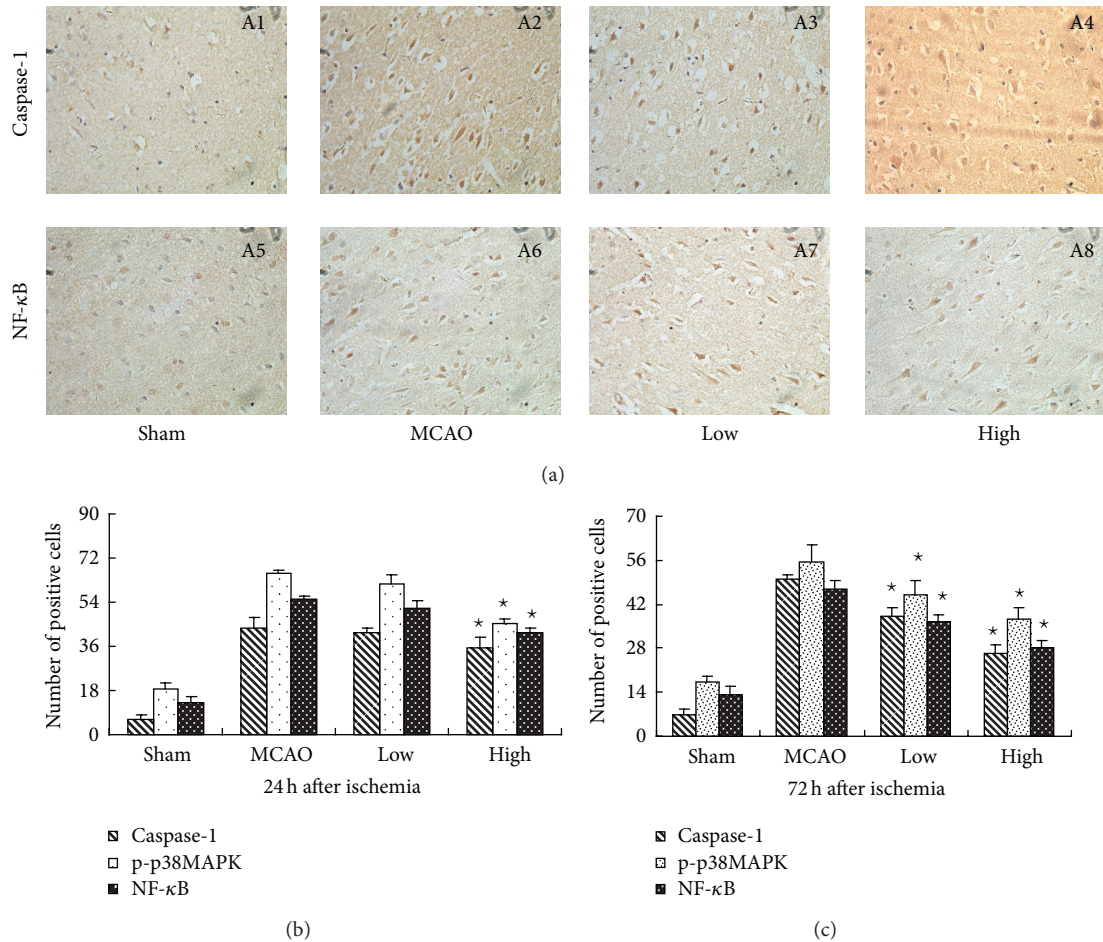 Caspase-1
A1
A2
A3
A4
NF-κB
A5
A6
A7
A8
Sham
MCAO
Low
High
(a)
Number of positive cells
90
72
54
36
18
0
★
★
★
Sham
MCAO
Low
High
24 h after ischemia
Caspase-1
p-p38MAPK
NF-κB
(b)
Number of positive cells
70
56
42
28
14
0
★
★
★
★
★
★
Sham
MCAO
Low
High
72 h after ischemia
Caspase-1
p-p38MAPK
NF-κB
(c)